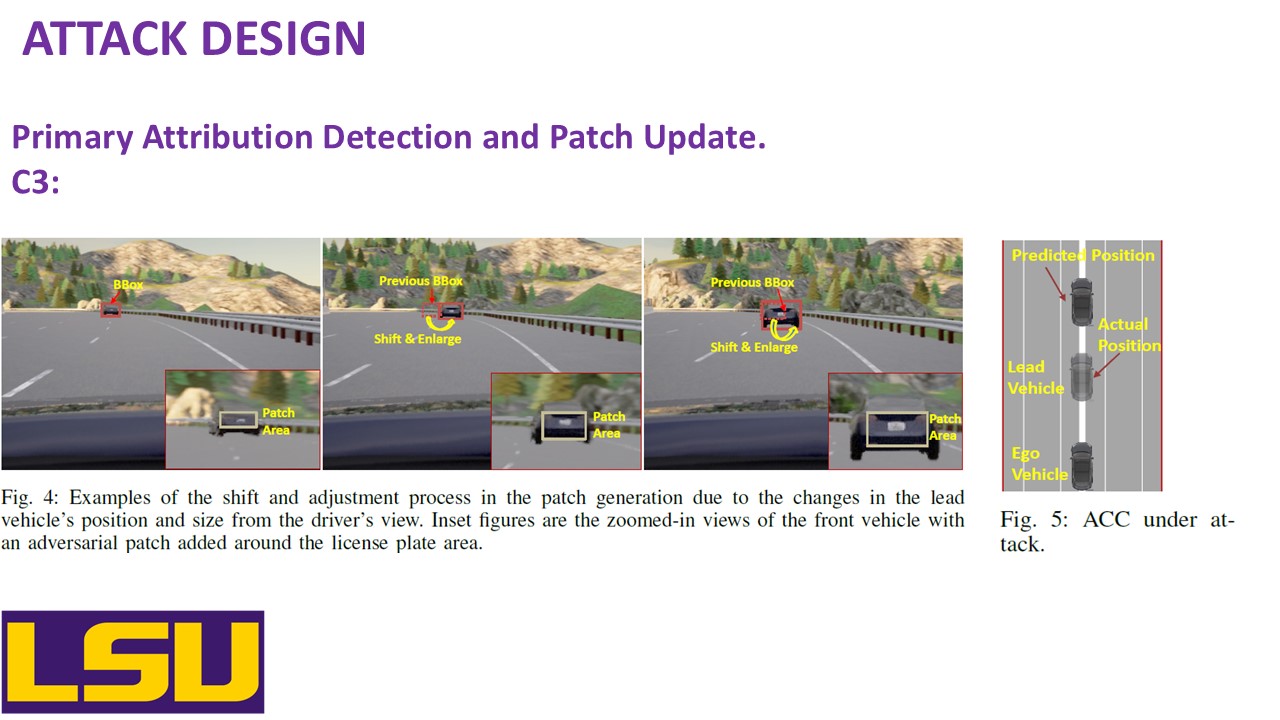 ATTACK DESIGN
Primary Attribution Detection and Patch Update.
C3:
BBox
Patch
Area
Previous BBox
Shift & Enlarge
Patch
Area
Previous BBox
Shift & Enlarge
Patch
Area
Predicted Position
Actual
Position
Lead
Vehicle
Ego
Vehicle
Fig. 4: Examples of the shift and adjustment process in the patch generation due to the changes in the lead
vehicle's position and size from the driver's view. Inset figures are the zoomed-in views of the front vehicle with
an adversarial patch added around the license plate area.
Fig. 5: ACC under at-
tack.
LSU